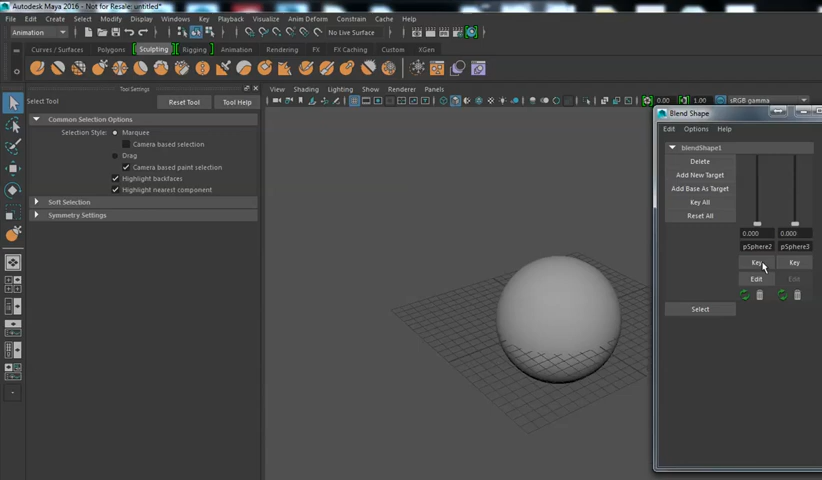 Autodesk Maya 2016 - Not for Resale: untitled*
File Edit Create Select Modify Display Windows Key Playback Visualize Anim Deform Constrain Cache Help
Animation No Live Surface
Curves / Surfaces Polygons Sculpting Rigging Animation Rendering FX FX Caching Custom XGen
Tool Settings
Select Tool Reset Tool Tool Help
Common Selection Options
Selection Style: Marquee
Camera based selection
Drag
Camera based paint selection
Highlight backfaces
Highlight nearest component
Soft Selection
Symmetry Settings
View Shading Lighting Show Renderer Panels
0.00 1.00 sRGB gamma
Blend Shape
Edit Options Help
blendShape1
Delete
Add New Target
Add Base As Target
Key All
Reset All
0.000 0.000
pSphere2 pSphere3
Key Key
Edit Edit
Select